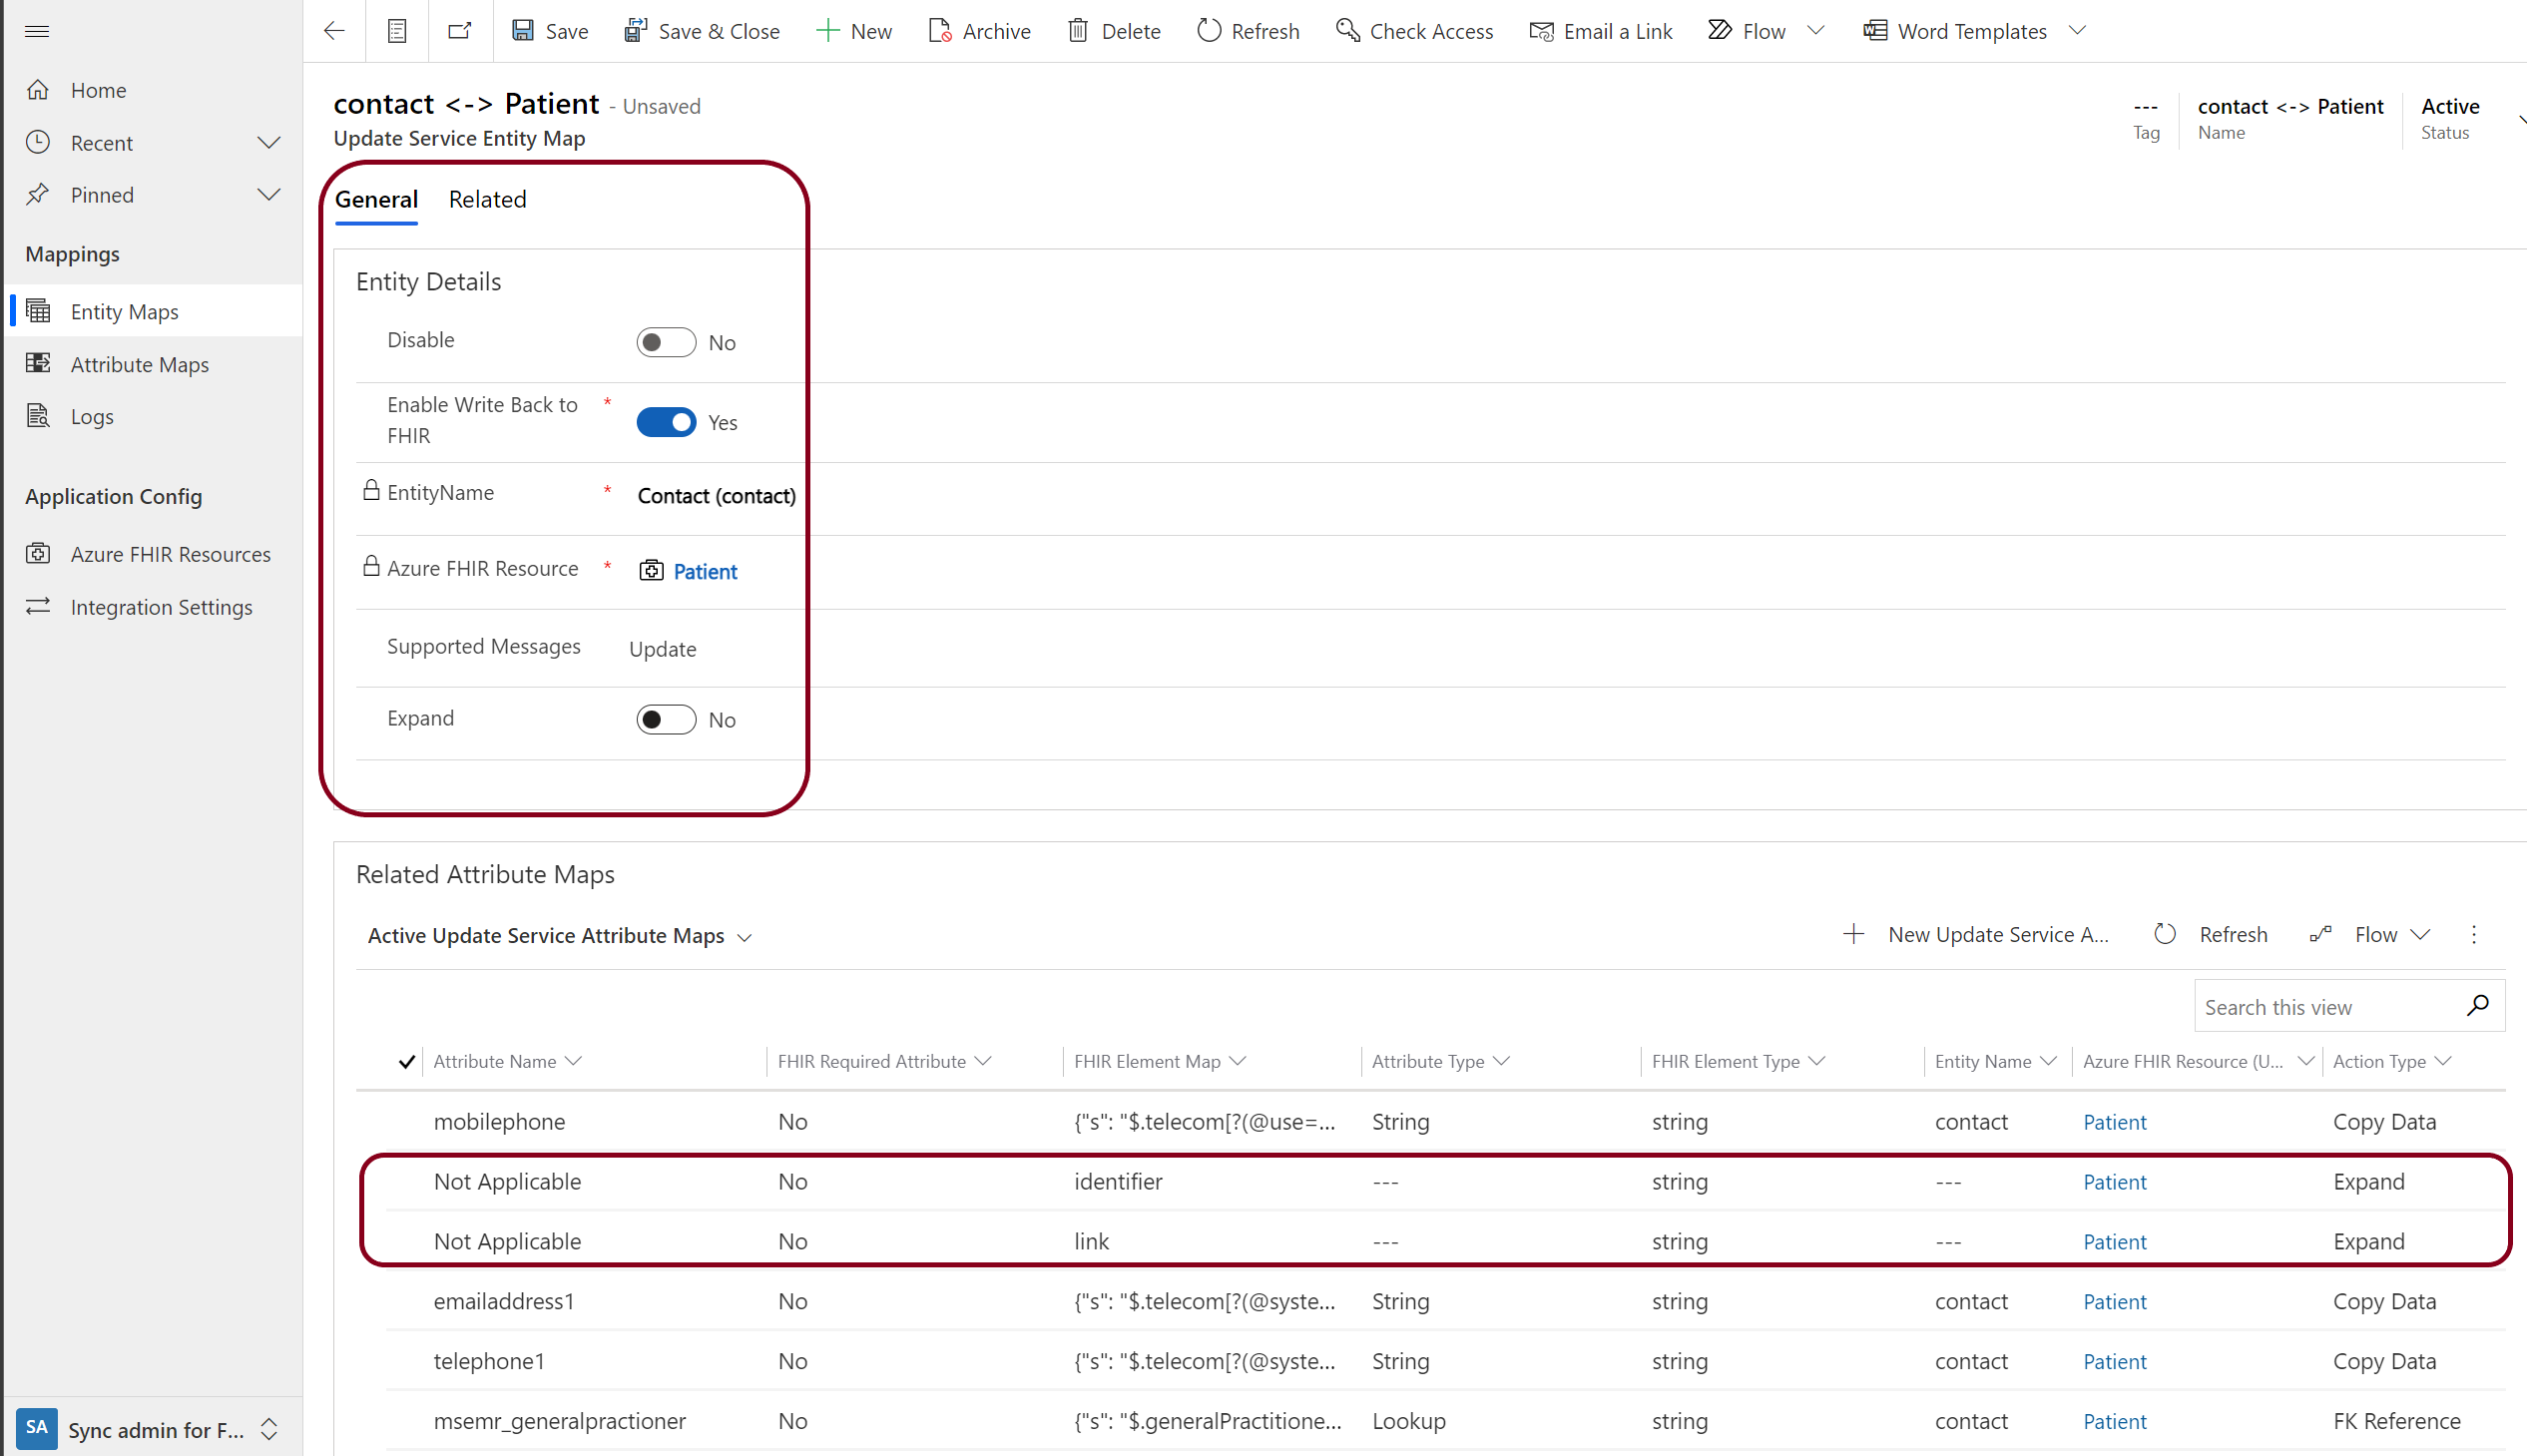 Save
Save & Close
New
Archive
Delete
Refresh
Check Access
Email a Link
Flow
Word Templates
Home
Recent
Pinned
Mappings
Entity Maps
Attribute Maps
Logs
Application Config
Azure FHIR Resources
Integration Settings
SA Sync admin for F...
contact <-> Patient - Unsaved
Update Service Entity Map
---
Tag
contact <-> Patient
Name
Active
Status
General Related
Entity Details
Disable No
Enable Write Back to FHIR * Yes
EntityName * Contact (contact)
Azure FHIR Resource * Patient
Supported Messages Update
Expand No
Related Attribute Maps
Active Update Service Attribute Maps
New Update Service A... Refresh Flow
Search this view
Attribute Name FHIR Required Attribute FHIR Element Map Attribute Type FHIR Element Type Entity Name Azure FHIR Resource (U... Action Type
mobilephone No {"s": "$.telecom[?(@use=... String string contact Patient Copy Data
Not Applicable No identifier --- string --- Patient Expand
Not Applicable No link --- string --- Patient Expand
emailaddress1 No {"s": "$.telecom[?(@syste... String string contact Patient Copy Data
telephone1 No {"s": "$.telecom[?(@syste... String string contact Patient Copy Data
msemr_generalpractioner No {"s": "$.generalPractitione... Lookup string contact Patient FK Reference